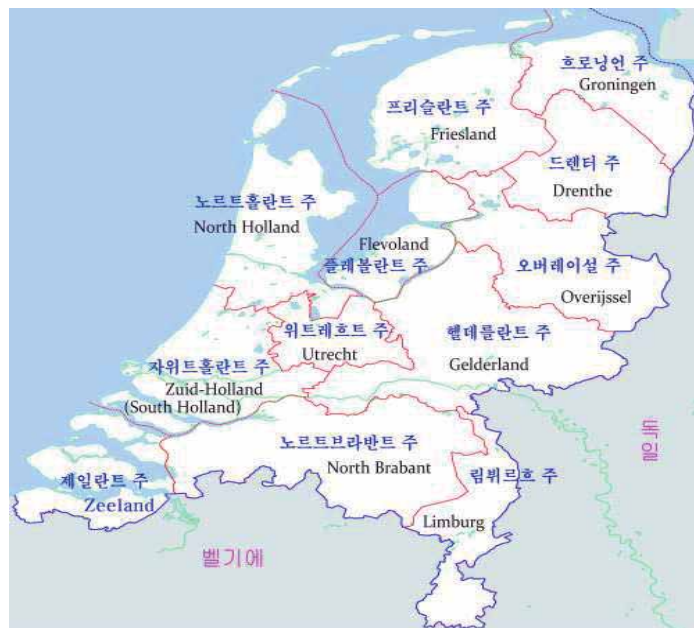 흐로닝언 주
Groningen
프리슬란트 주
Friesland
드렌터 주
Drenthe
노르트홀란트 주
North Holland
Flevoland
플레볼란트 주
오버레이설 주
Overijssel
위트레흐트 주
Utrecht
헬데를란트 주
Gelderland
자위트홀란트 주
Zuid-Holland
(South Holland)
노르트브라반트 주
North Brabant
독일
제일란트 주
Zeeland
림뷔르흐 주
Limburg
벨기에